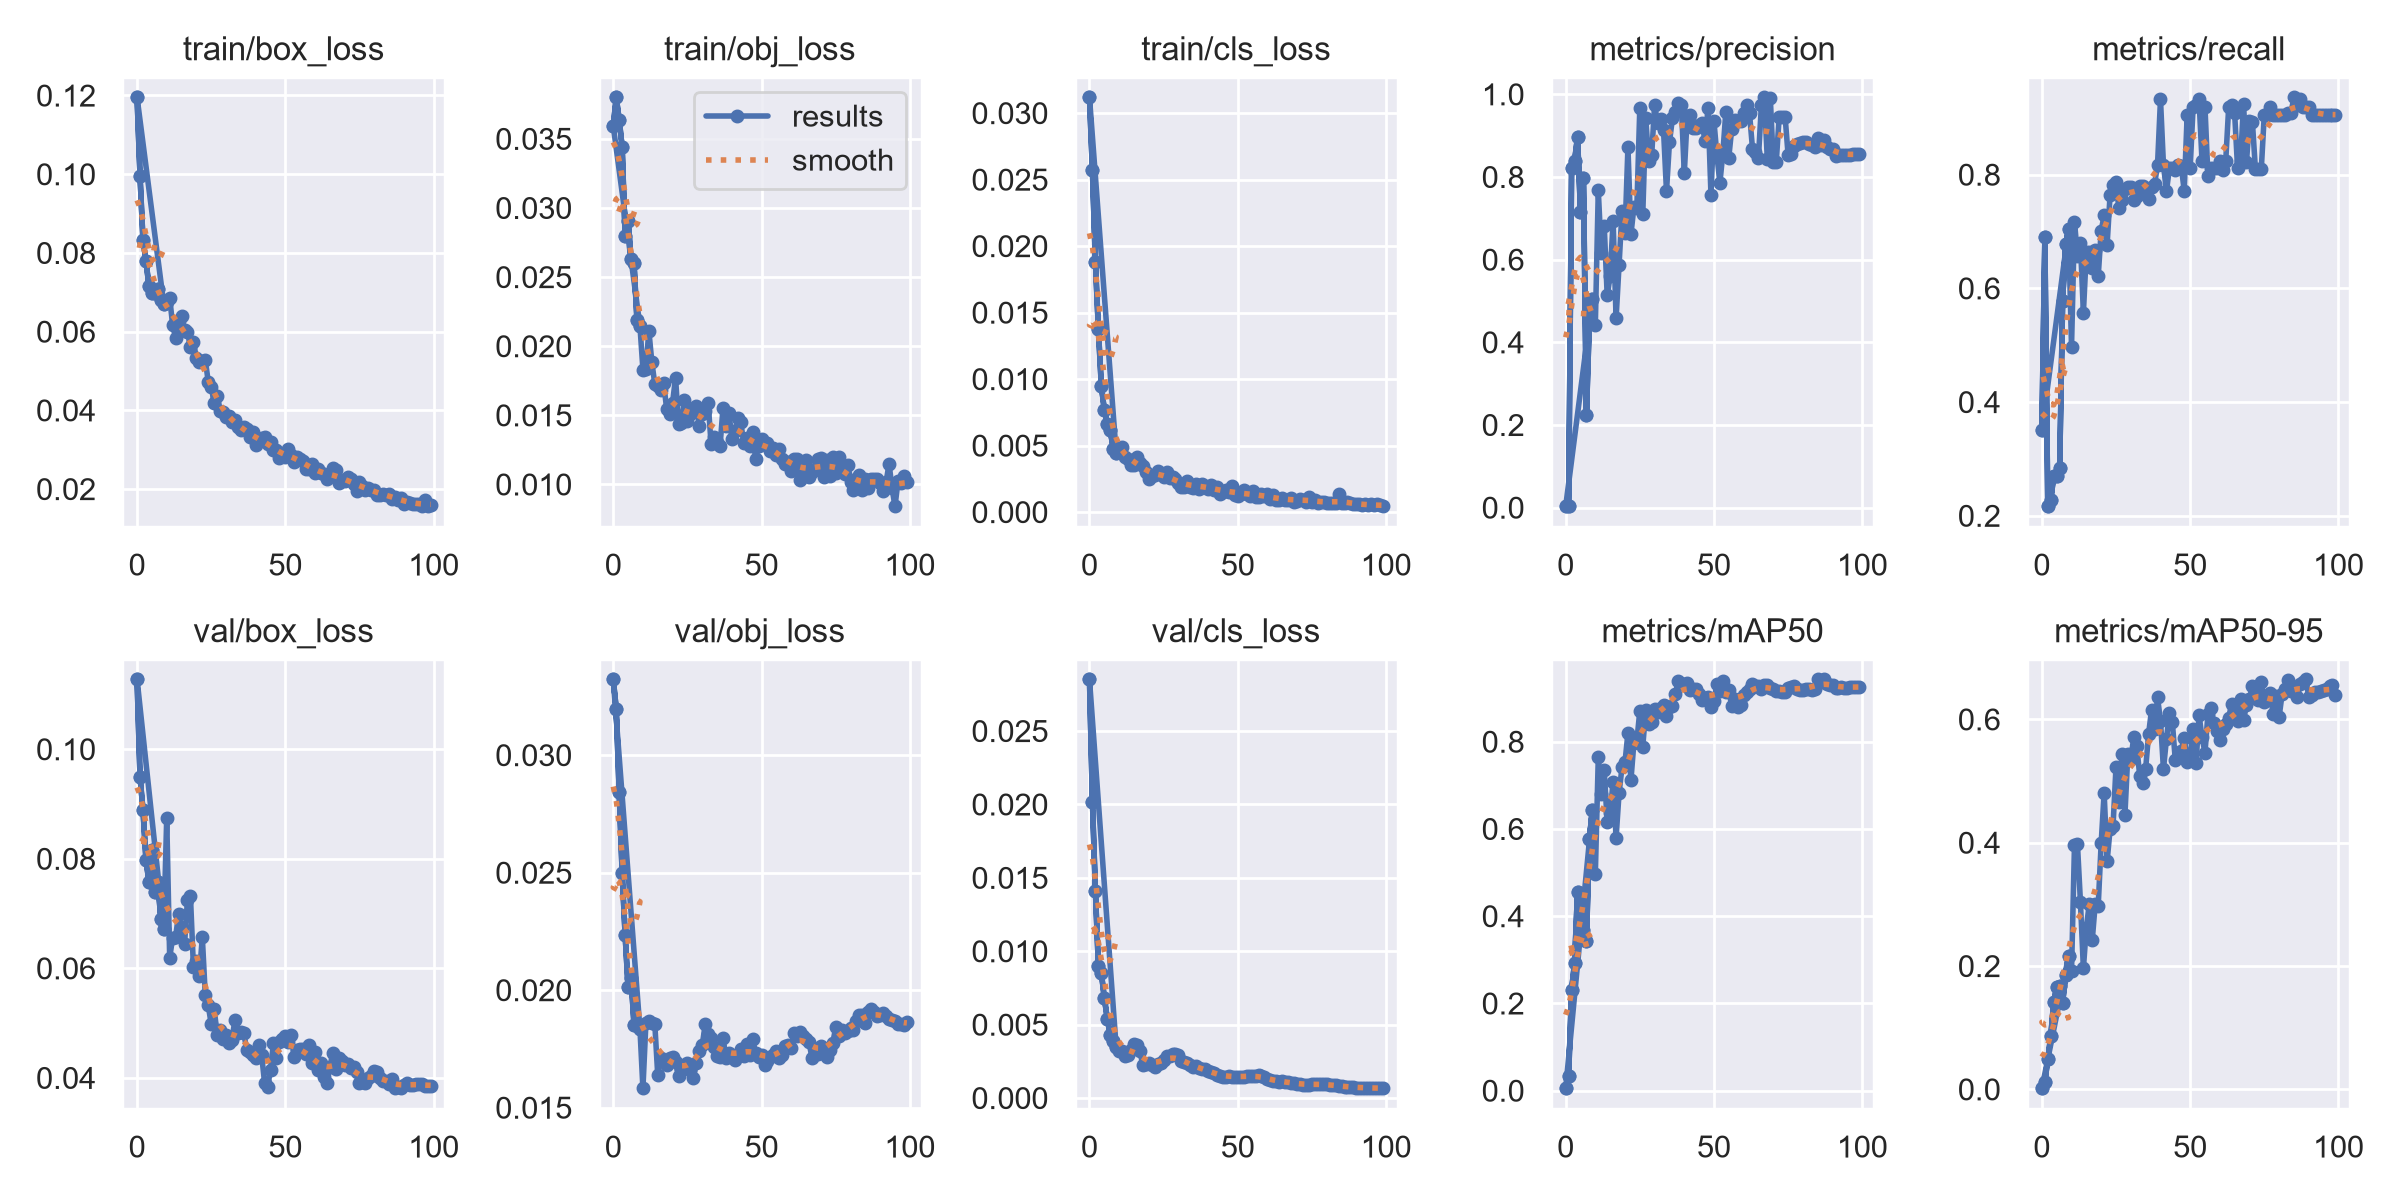 train/box_loss
train/obj_loss
train/cls_loss
metrics/precision
metrics/recall
0.12
0.10
0.08
0.06
0.04
0.02
0 50 100
results
smooth
0.035
0.030
0.025
0.020
0.015
0.010
0 50 100
0.030
0.025
0.020
0.015
0.010
0.005
0.000
0 50 100
1.0
0.8
0.6
0.4
0.2
0.0
0 50 100
0.8
0.6
0.4
0.2
0 50 100
val/box_loss
val/obj_loss
val/cls_loss
metrics/mAP50
metrics/mAP50-95
0.10
0.08
0.06
0.04
0 50 100
0.030
0.025
0.020
0.015
0 50 100
0.025
0.020
0.015
0.010
0.005
0.000
0 50 100
0.8
0.6
0.4
0.2
0.0
0 50 100
0.6
0.4
0.2
0.0
0 50 100